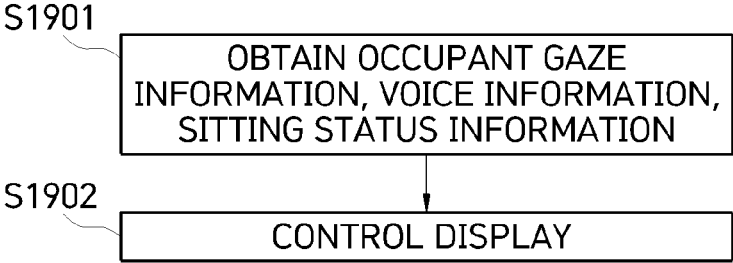 S1901
OBTAIN OCCUPANT GAZE
INFORMATION, VOICE INFORMATION,
SITTING STATUS INFORMATION
S1902
CONTROL DISPLAY